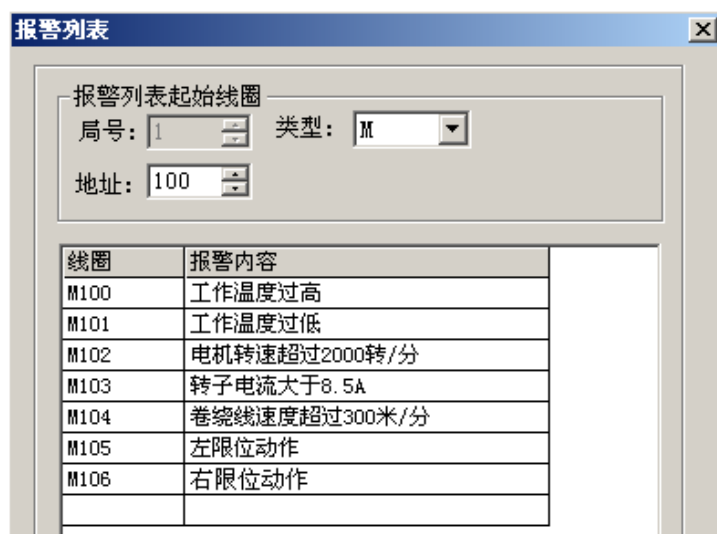 报警列表
报警列表起始线圈
局号: 1 类型: M
地址: 100
线圈 报警内容
M100 工作温度过高
M101 工作温度过低
M102 电机转速超过2000转/分
M103 转子电流大于8.5A
M104 卷绕线速度超过300米/分
M105 左限位动作
M106 右限位动作